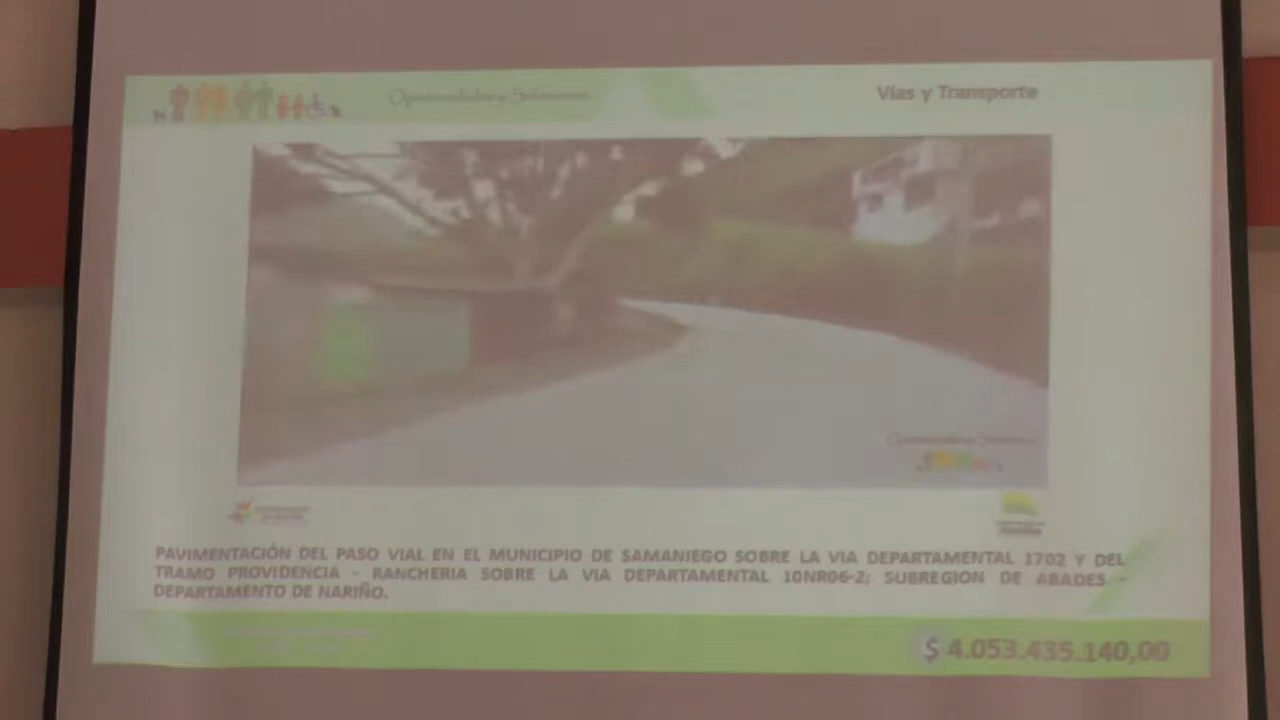 Vías y Transporte
PAVIMENTACIÓN DEL PASO VIAL EN EL MUNICIPIO DE SAMANIEGO SOBRE LA VIA DEPARTAMENTAL 1702 Y DEL
TRAMO PROVIDENCIA - RANCHERIA SOBRE LA VIA DEPARTAMENTAL 10NR06-2; SUBREGION DE ABADES -
DEPARTAMENTO DE NARIÑO.
$ 4.053.435.140,00